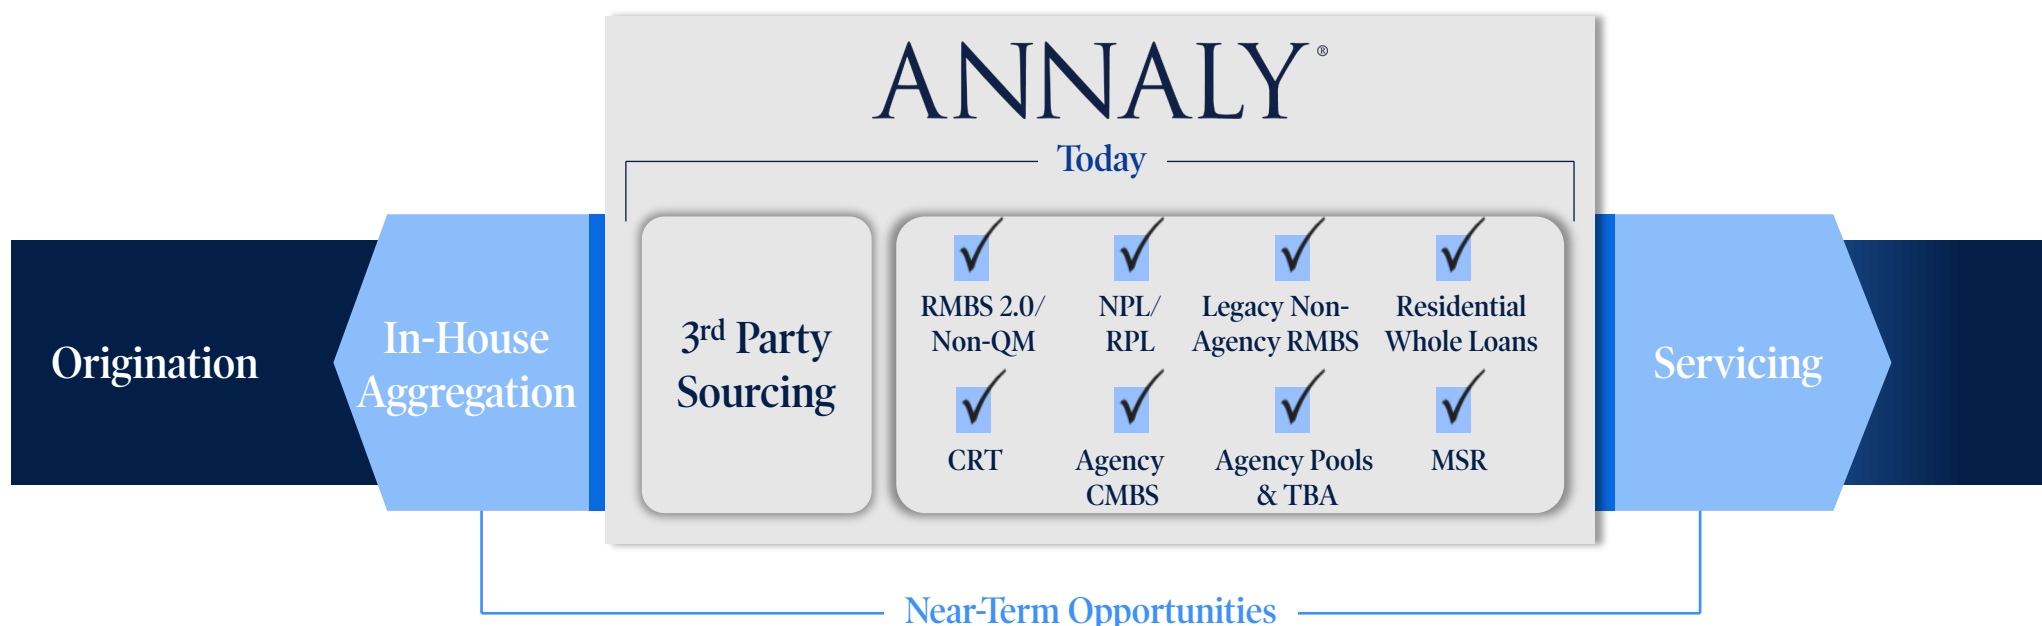 ANNALY®
Today
Origination
In-House
Aggregation
3rd Party
Sourcing
RMBS 2.0/
Non-QM
NPL/
RPL
Legacy Non-
Agency RMBS
Residential
Whole Loans
CRT
Agency
CMBS
Agency Pools
& TBA
MSR
Servicing
Near-Term Opportunities